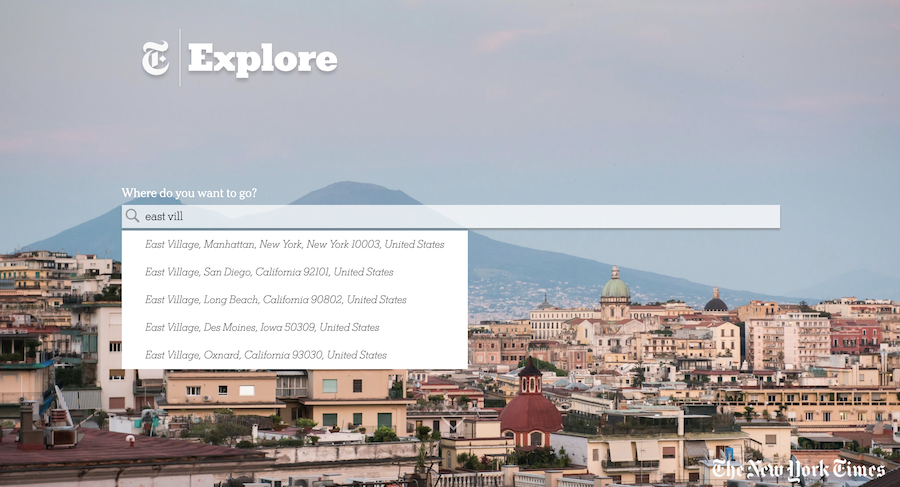 T Explore
Where do you want to go?
east vill
East Village, Manhattan, New York, New York 10003, United States
East Village, San Diego, California 92101, United States
East Village, Long Beach, California 90802, United States
East Village, Des Moines, Iowa 50309, United States
East Village, Oxnard, California 93030, United States
The New York Times